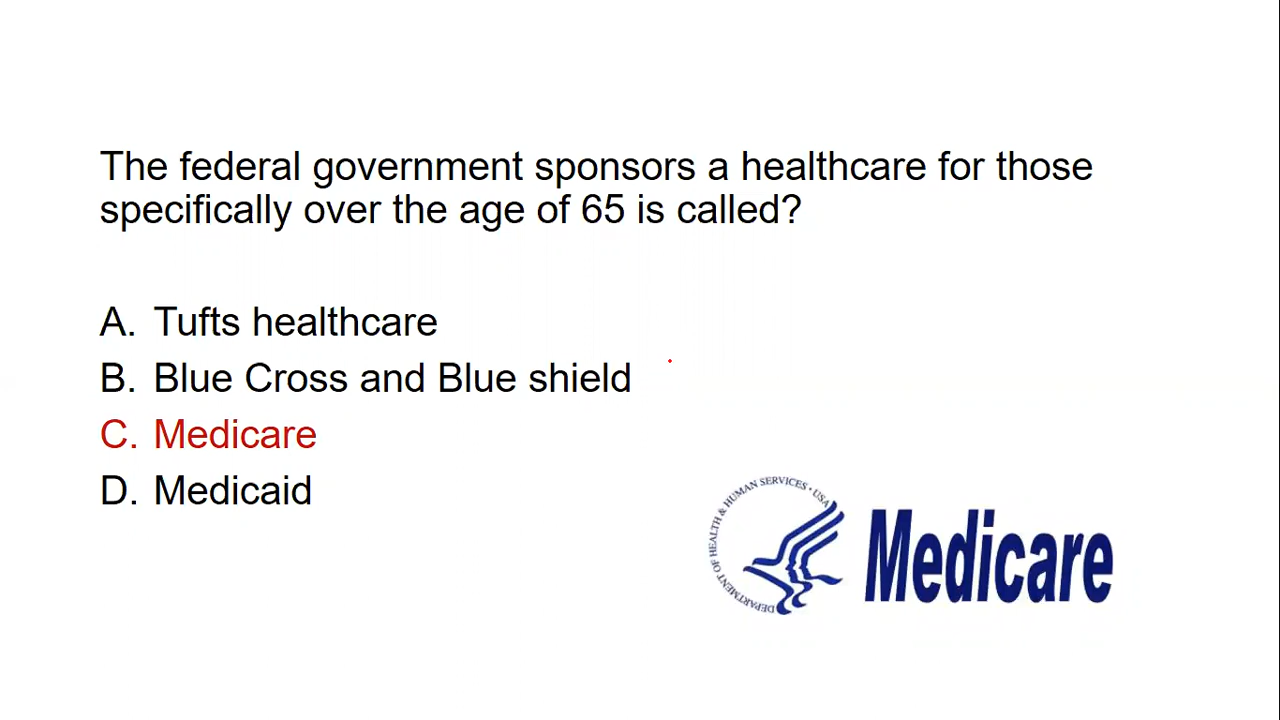 The federal government sponsors a healthcare for those
specifically over the age of 65 is called?
A. Tufts healthcare
B. Blue Cross and Blue shield
C. Medicare
D. Medicaid
DEPARTMENT OF HEALTH & HUMAN SERVICES • USA
Medicare